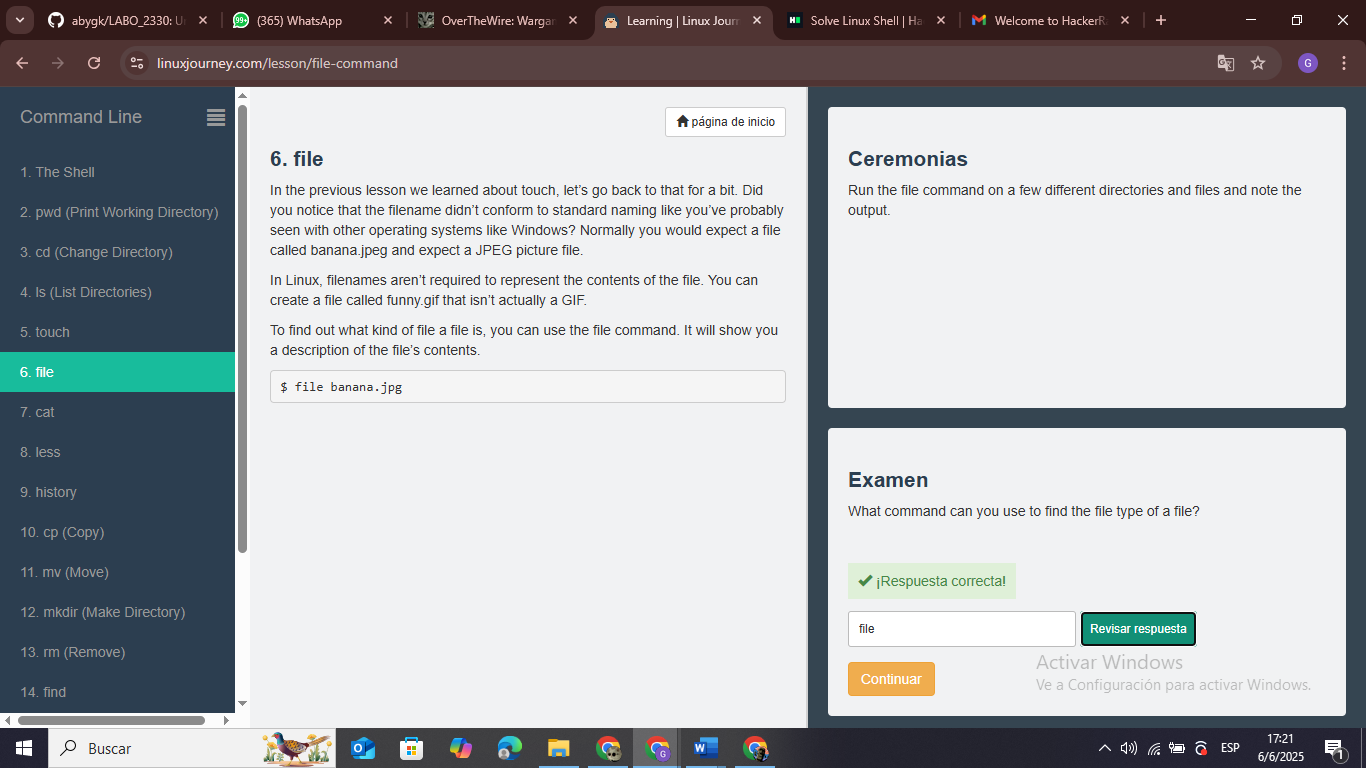 abygk/LABO_2330: U
(365) WhatsApp
OverTheWire: Wargan
Learning | Linux Journ
Solve Linux Shell | Ha
Welcome to HackerRa
linuxjourney.com/lesson/file-command
G
Command Line
1. The Shell
2. pwd (Print Working Directory)
3. cd (Change Directory)
4. ls (List Directories)
5. touch
6. file
7. cat
8. less
9. history
10. cp (Copy)
11. mv (Move)
12. mkdir (Make Directory)
13. rm (Remove)
14. find
página de inicio
6. file
In the previous lesson we learned about touch, let’s go back to that for a bit. Did
you notice that the filename didn’t conform to standard naming like you’ve probably
seen with other operating systems like Windows? Normally you would expect a file
called banana.jpeg and expect a JPEG picture file.
In Linux, filenames aren’t required to represent the contents of the file. You can
create a file called funny.gif that isn’t actually a GIF.
To find out what kind of file a file is, you can use the file command. It will show you
a description of the file’s contents.
$ file banana.jpg
Ceremonias
Run the file command on a few different directories and files and note the
output.
Examen
What command can you use to find the file type of a file?
¡Respuesta correcta!
file
Revisar respuesta
Continuar
Activar Windows
Ve a Configuración para activar Windows.
Buscar
ESP
17:21
6/6/2025
1